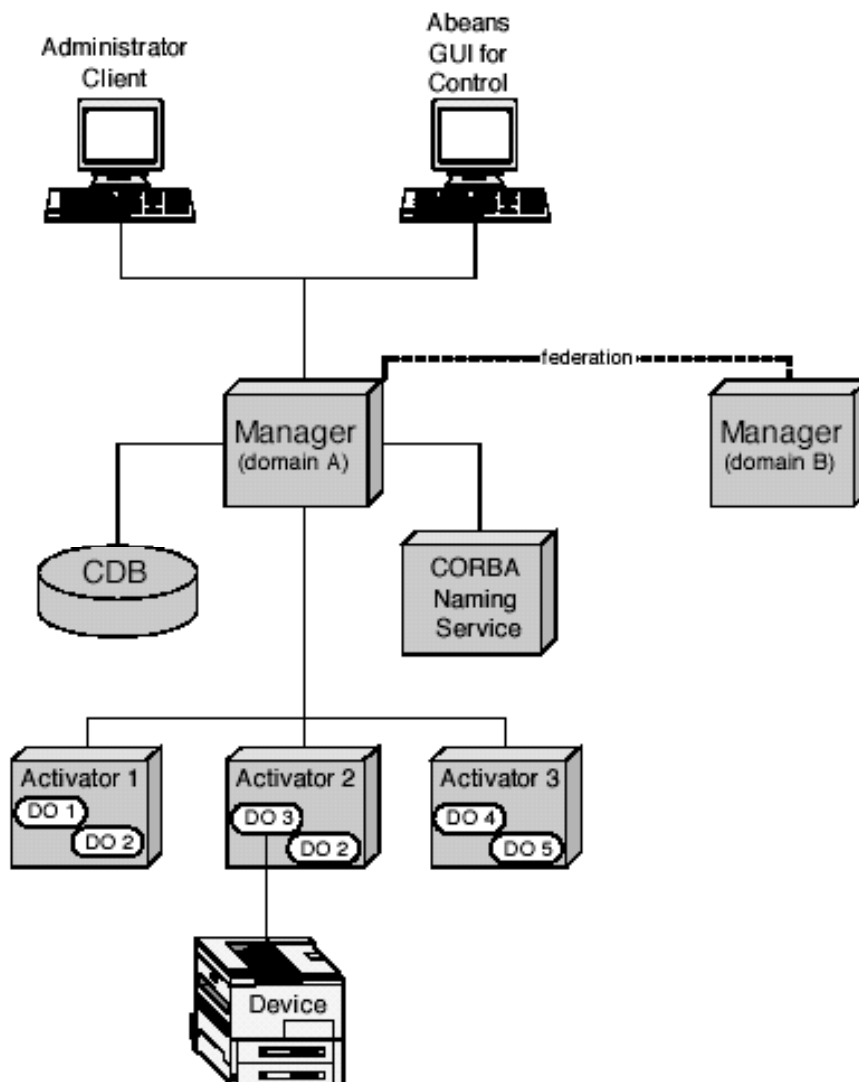 Administrator
Client
Abeans
GUI for
Control
federation
Manager
(domain A)
Manager
(domain B)
CDB
CORBA
Naming
Service
Activator 1
DO 1
DO 2
Activator 2
DO 3
DO 2
Activator 3
DO 4
DO 5
Device